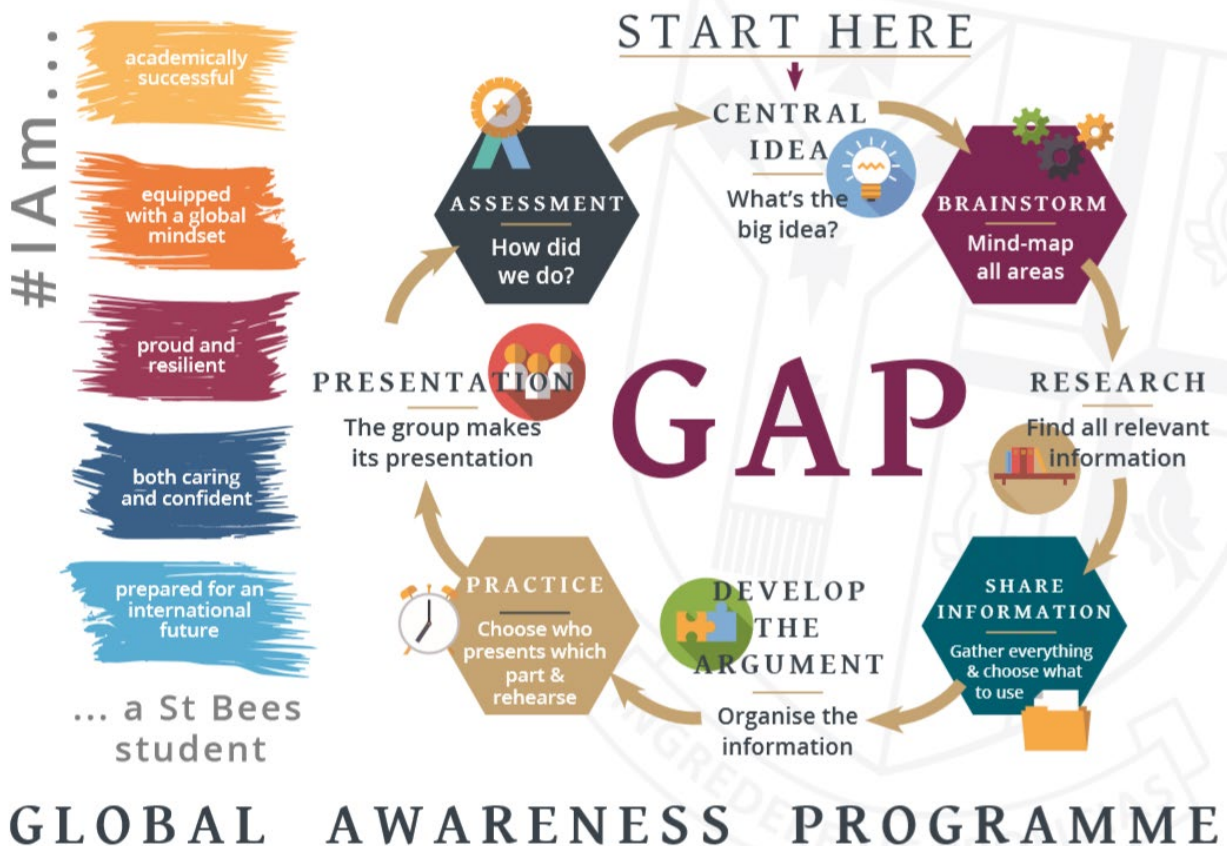 #IAm...
academically
successful
equipped
with a global
mindset
proud and
resilient
both caring
and confident
prepared for an
international
future
... a St Bees
student
START HERE
CENTRAL
IDEA
What's the
big idea?
BRAINSTORM
Mind-map
all areas
RESEARCH
Find all relevant
information
SHARE
INFORMATION
Gather everything
& choose what
to use
DEVELOP
THE
ARGUMENT
Organise the
information
PRACTICE
Choose who
presents which
part &
rehearse
PRESENTATION
The group makes
its presentation
ASSESSMENT
How did
we do?
GAP
GLOBAL AWARENESS PROGRAMME